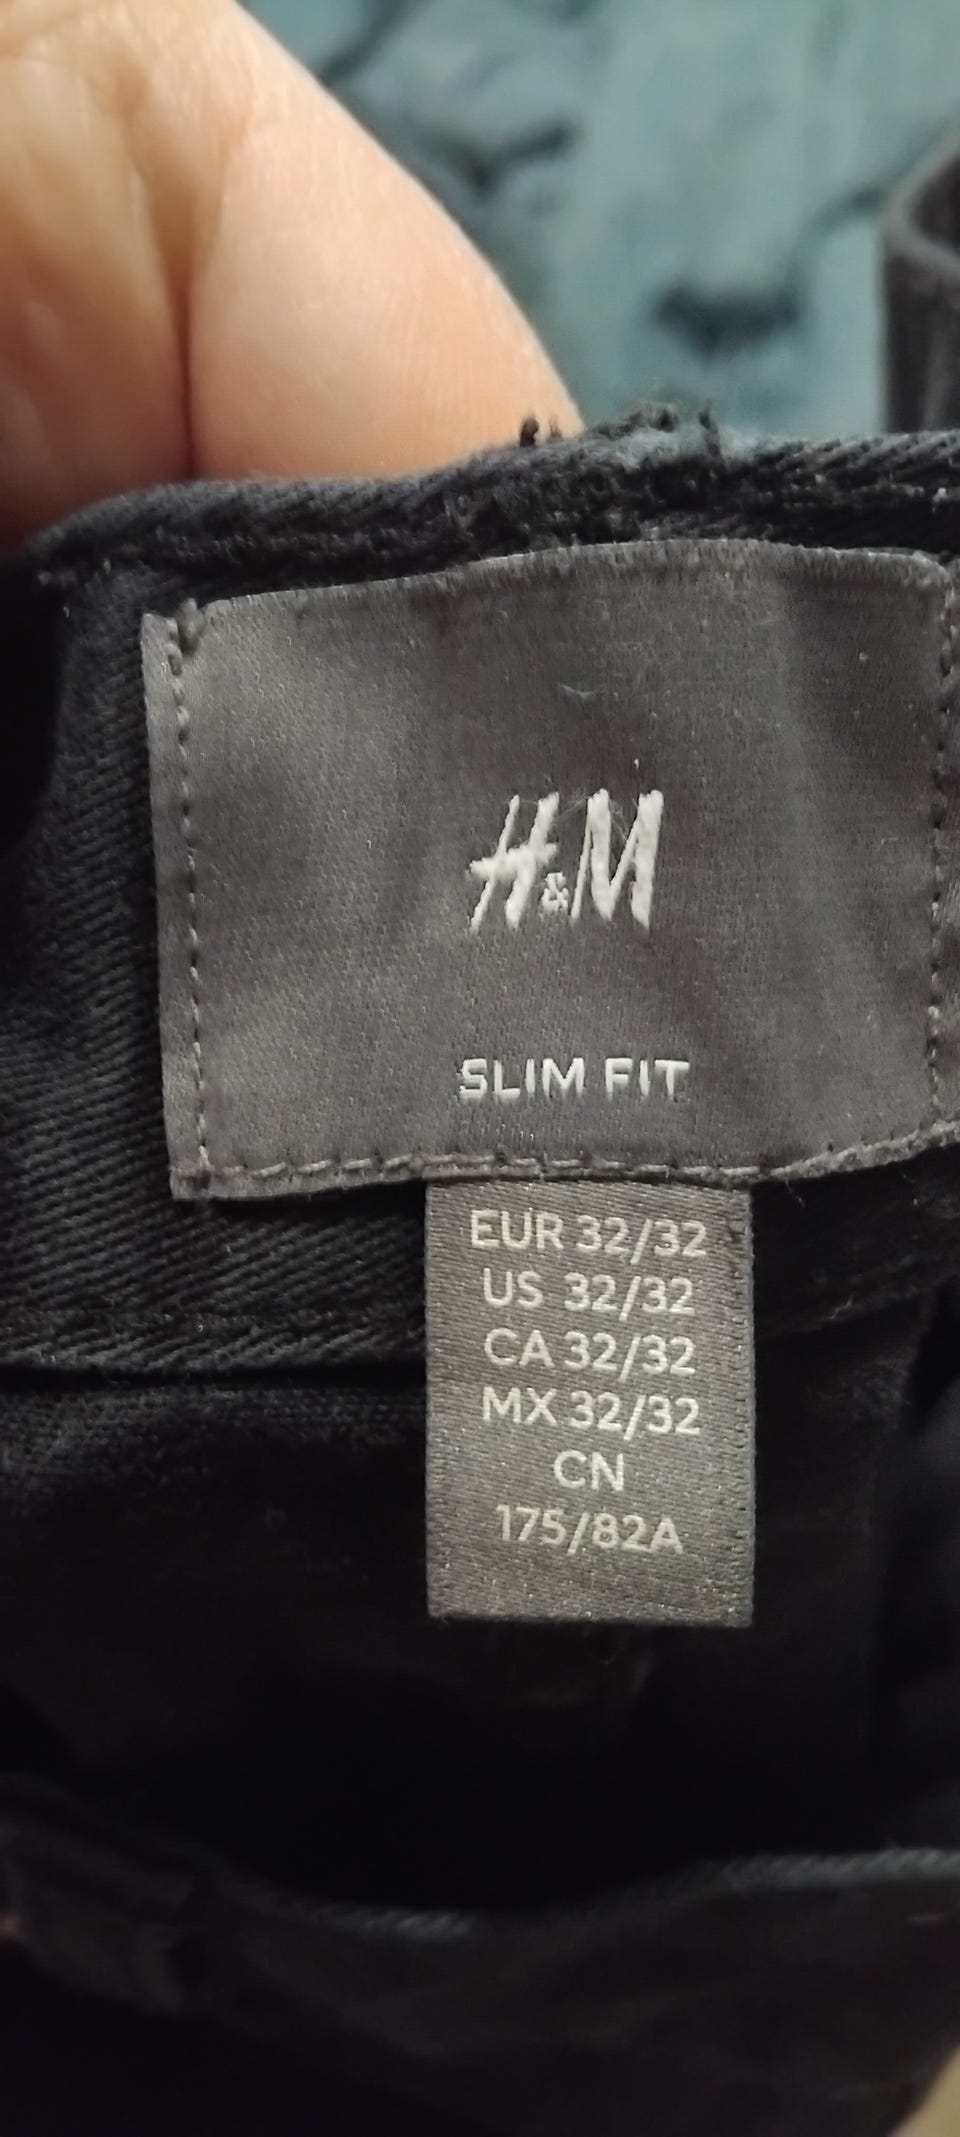 H&M
SLIM FIT
EUR 32/32
US 32/32
CA 32/32
MX 32/32
CN
175/82A